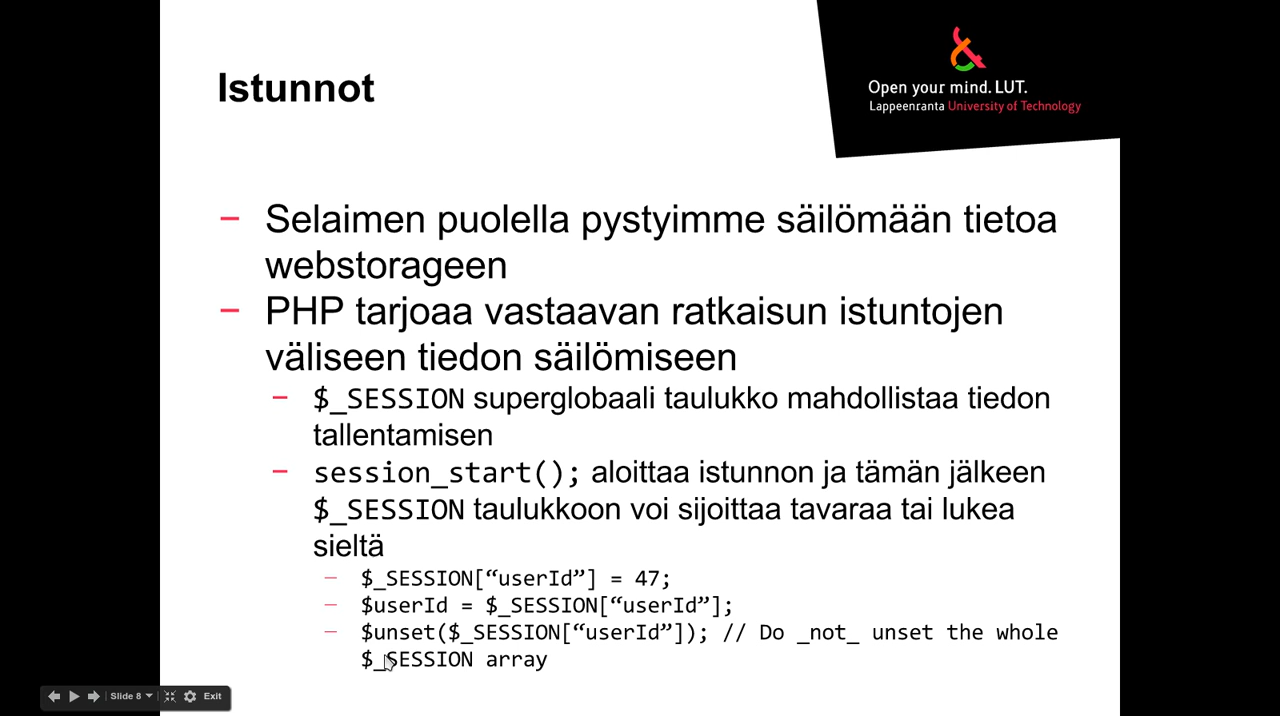 Istunnot
Open your mind. LUT.
Lappeenranta University of Technology
– Selaimen puolella pystyimme säilömään tietoa
webstorageen
– PHP tarjoaa vastaavan ratkaisun istuntojen
väliseen tiedon säilömiseen
– $_SESSION superglobaali taulukko mahdollistaa tiedon
tallentamisen
– session_start(); aloittaa istunnon ja tämän jälkeen
$_SESSION taulukkoon voi sijoittaa tavaraa tai lukea
sieltä
– $_SESSION[“userId”] = 47;
– $userId = $_SESSION[“userId”];
– $unset($_SESSION[“userId”]); // Do _not_ unset the whole
$_SESSION array
Slide 8 Exit